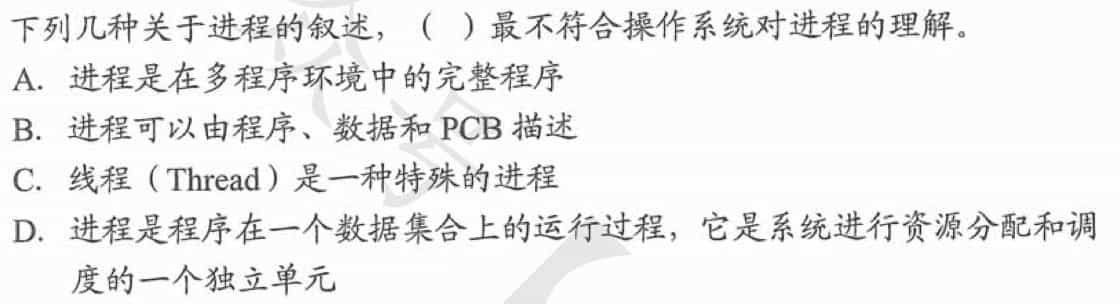 下列几种关于进程的叙述，（ ）最不符合操作系统对进程的理解。
A. 进程是在多程序环境中的完整程序
B. 进程可以由程序、数据和 PCB 描述
C. 线程（Thread）是一种特殊的进程
D. 进程是程序在一个数据集合上的运行过程，它是系统进行资源分配和调
度的一个独立单元